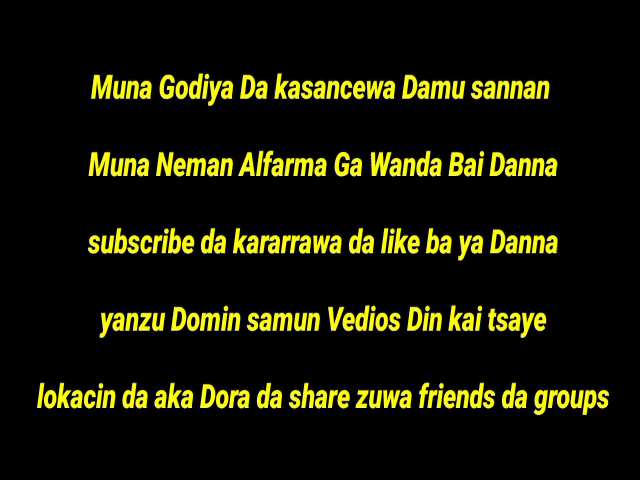 Muna Godiya Da kasancewa Damu sannan
Muna Neman Alfarma Ga Wanda Bai Danna
subscribe da kararrawa da like ba ya Danna
yanzu Domin samun Vedios Din kai tsaye
lokacin da aka Dora da share zuwa friends da groups